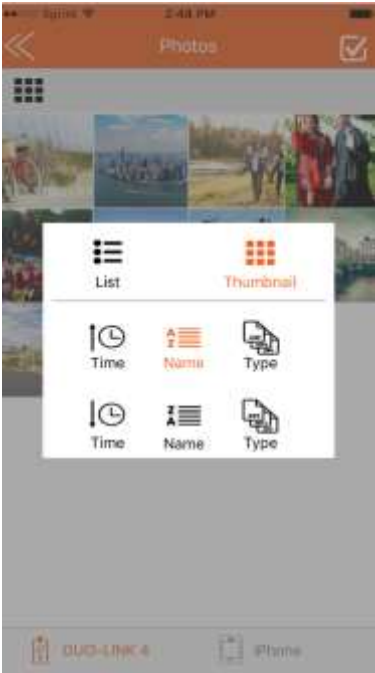 Sprint 2:48 PM
Photos
List Thumbnail
Time Name Type
Time Name Type
DUO-LINK 4 iPhone